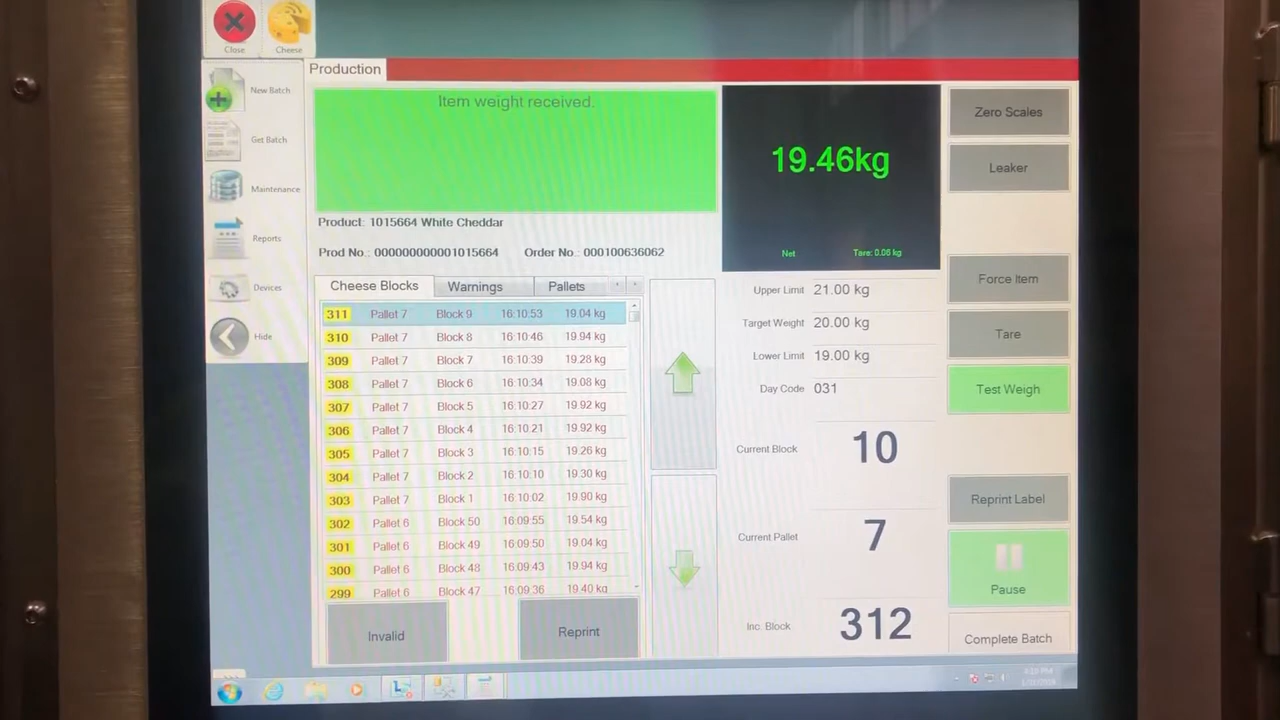 Close
Cheese
New Batch
Get Batch
Maintenance
Reports
Devices
Hide
Production
Item weight received.
Product: 1015664 White Cheddar
Prod No.: 000000000001015664 Order No.: 000100636062
19.46kg
Net Tare: 0.06 kg
Cheese Blocks Warnings Pallets
311 Pallet 7 Block 9 16:10:53 19.04 kg
310 Pallet 7 Block 8 16:10:46 19.94 kg
309 Pallet 7 Block 7 16:10:39 19.28 kg
308 Pallet 7 Block 6 16:10:34 19.08 kg
307 Pallet 7 Block 5 16:10:27 19.92 kg
306 Pallet 7 Block 4 16:10:21 19.92 kg
305 Pallet 7 Block 3 16:10:15 19.26 kg
304 Pallet 7 Block 2 16:10:10 19.30 kg
303 Pallet 7 Block 1 16:10:02 19.90 kg
302 Pallet 6 Block 50 16:09:55 19.54 kg
301 Pallet 6 Block 49 16:09:50 19.04 kg
300 Pallet 6 Block 48 16:09:43 19.94 kg
299 Pallet 6 Block 47 16:09:36 19.40 kg
Invalid
Reprint
Upper Limit 21.00 kg
Target Weight 20.00 kg
Lower Limit 19.00 kg
Day Code 031
Current Block 10
Current Pallet 7
Inc. Block 312
Zero Scales
Leaker
Force Item
Tare
Test Weigh
Reprint Label
Pause
Complete Batch